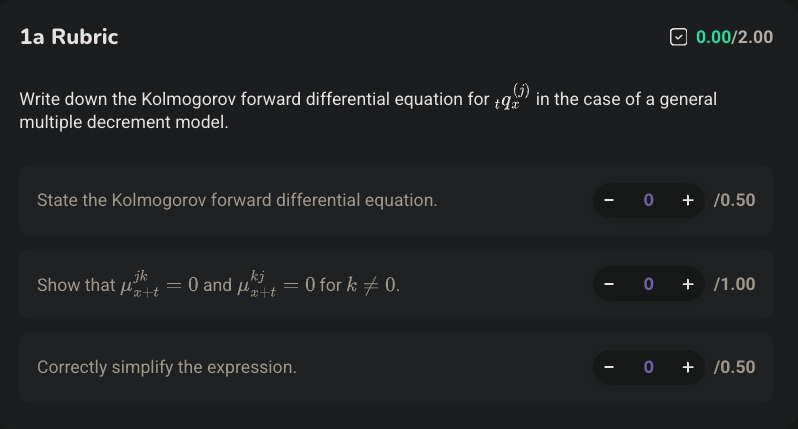 1a Rubric 0.00/2.00
Write down the Kolmogorov forward differential equation for $_tq_x^{(j)}$ in the case of a general
multiple decrement model.
State the Kolmogorov forward differential equation. − 0 + /0.50
Show that $\mu_{x+t}^{jk} = 0$ and $\mu_{x+t}^{kj} = 0$ for $k \neq 0$. − 0 + /1.00
Correctly simplify the expression. − 0 + /0.50